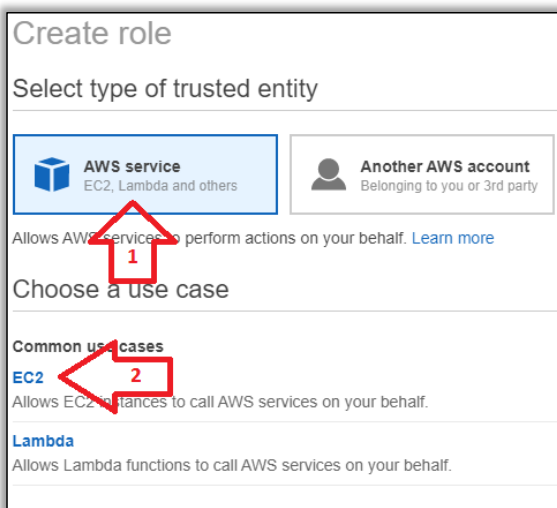 Create role
Select type of trusted entity
AWS service
EC2, Lambda and others
Another AWS account
Belonging to you or 3rd party
Allows AWS services to perform actions on your behalf. Learn more
1
Choose a use case
Common use cases
EC2
2
Allows EC2 instances to call AWS services on your behalf.
Lambda
Allows Lambda functions to call AWS services on your behalf.